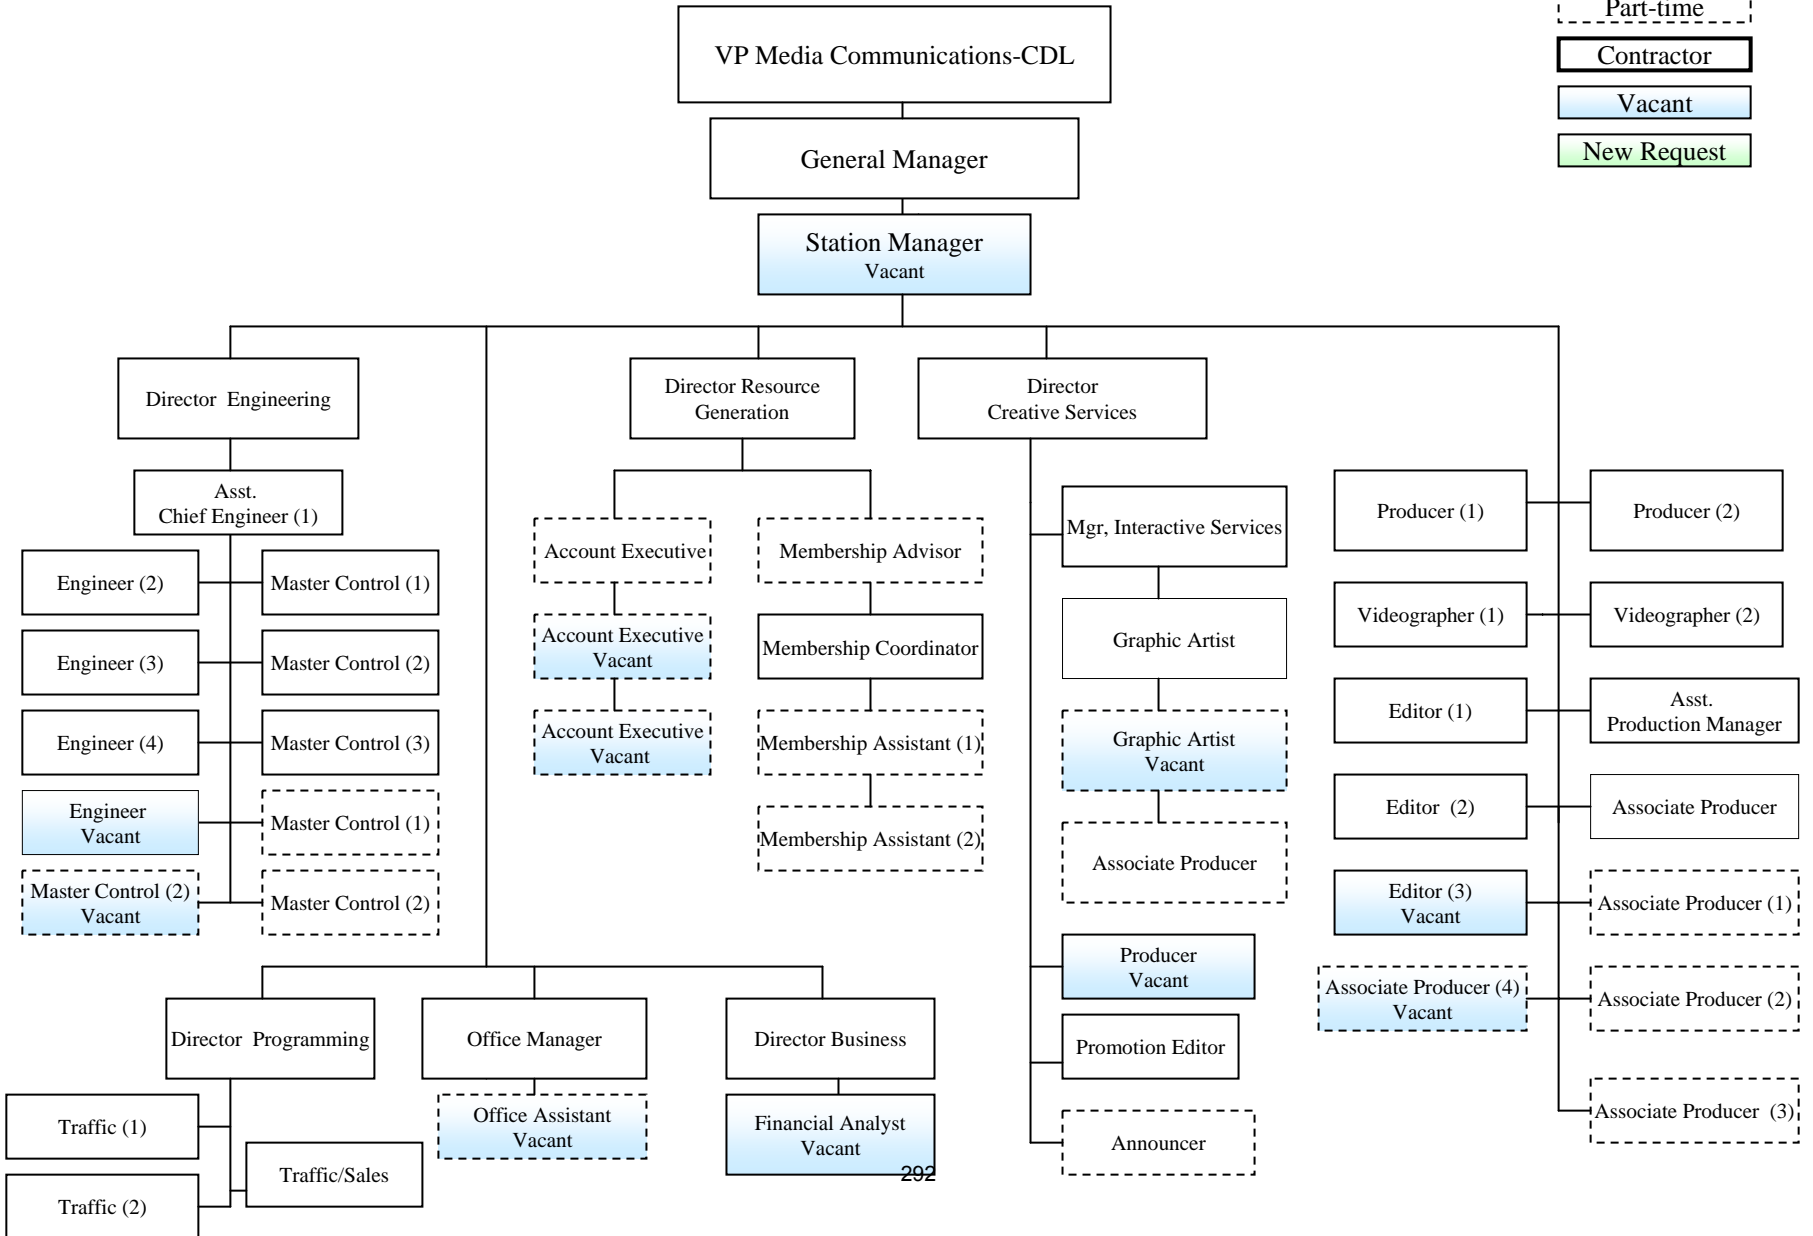 Part-time
Contractor
Vacant
New Request
VP Media Communications-CDL
General Manager
Station Manager
Vacant
Director  Engineering
Asst.
Chief Engineer (1)
Engineer (2)
Master Control (1)
Engineer (3)
Master Control (2)
Engineer (4)
Master Control (3)
Engineer
Vacant
Master Control (1)
Master Control (2)
Vacant
Master Control (2)
Director Resource
Generation
Account Executive
Account Executive
Vacant
Account Executive
Vacant
Membership Advisor
Membership Coordinator
Membership Assistant (1)
Membership Assistant (2)
Director
Creative Services
Mgr, Interactive Services
Graphic Artist
Graphic Artist
Vacant
Associate Producer
Producer
Vacant
Promotion Editor
Announcer
Producer (1)
Producer (2)
Videographer (1)
Videographer (2)
Editor (1)
Asst.
Production Manager
Editor  (2)
Associate Producer
Editor (3)
Vacant
Associate Producer (1)
Associate Producer (4)
Vacant
Associate Producer (2)
Associate Producer  (3)
Director  Programming
Traffic (1)
Traffic/Sales
Traffic (2)
Office Manager
Office Assistant
Vacant
Director Business
Financial Analyst
Vacant
292